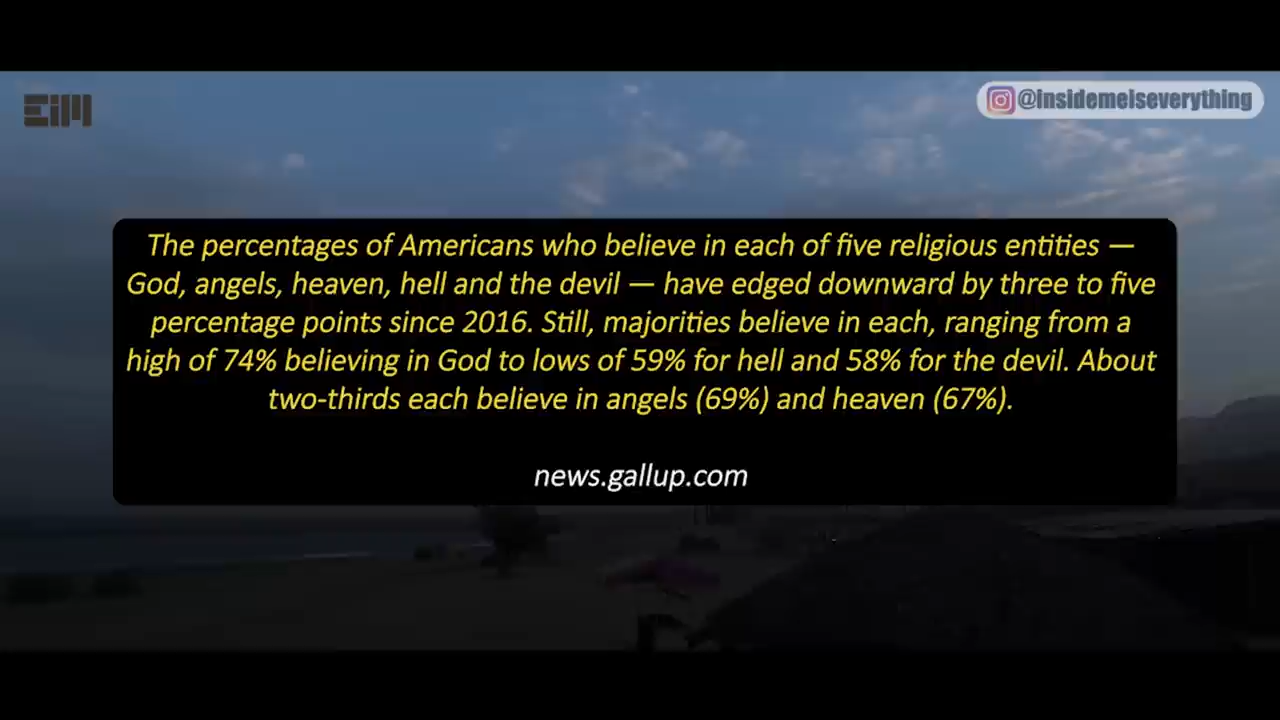 EiM
@insidemeiseverything
The percentages of Americans who believe in each of five religious entities —
God, angels, heaven, hell and the devil — have edged downward by three to five
percentage points since 2016. Still, majorities believe in each, ranging from a
high of 74% believing in God to lows of 59% for hell and 58% for the devil. About
two-thirds each believe in angels (69%) and heaven (67%).
news.gallup.com